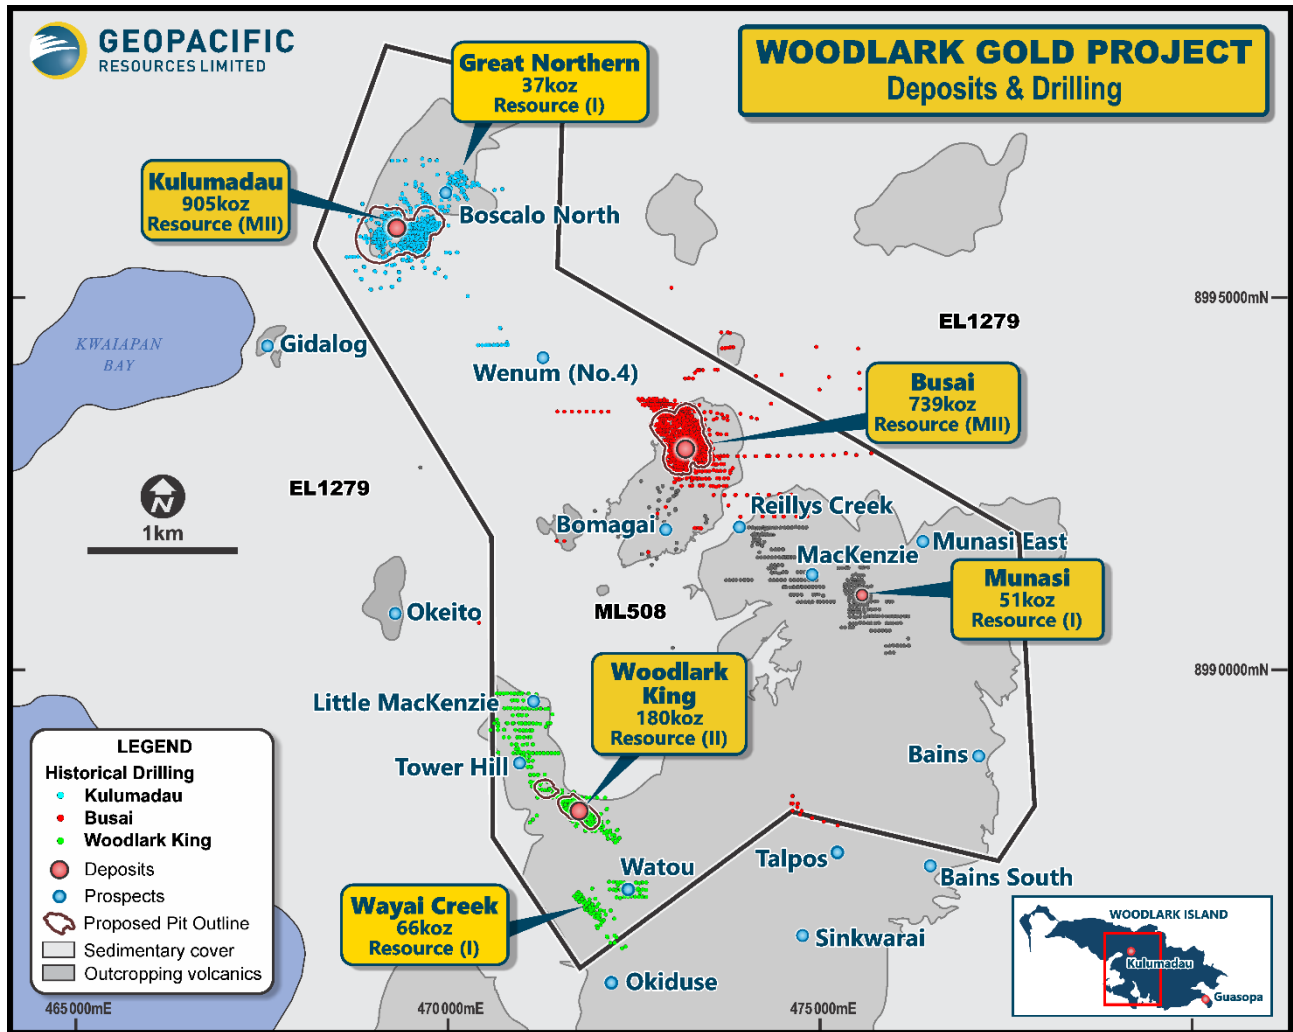 GEOPACIFIC
RESOURCES LIMITED
WOODLARK GOLD PROJECT
Deposits & Drilling
Great Northern
37koz
Resource (I)
Kulumadau
905koz
Resource (MII)
Boscalo North
8995000mN
EL1279
KWAIAPAN
BAY
Gidalog
Wenum (No.4)
Busai
739koz
Resource (MII)
EL1279
N
1km
Reillys Creek
Bomagai
MacKenzie
Munasi East
Munasi
51koz
Resource (I)
Okeito
ML508
8990000mN
Woodlark
King
180koz
Resource (II)
Little MacKenzie
Tower Hill
Bains
LEGEND
Historical Drilling
Kulumadau
Busai
Woodlark King
Deposits
Prospects
Proposed Pit Outline
Sedimentary cover
Outcropping volcanics
Talpos
Bains South
Watou
Wayai Creek
66koz
Resource (I)
Sinkwarai
Okiduse
WOODLARK ISLAND
Kulumadau
Guasopa
465000mE
470000mE
475000mE